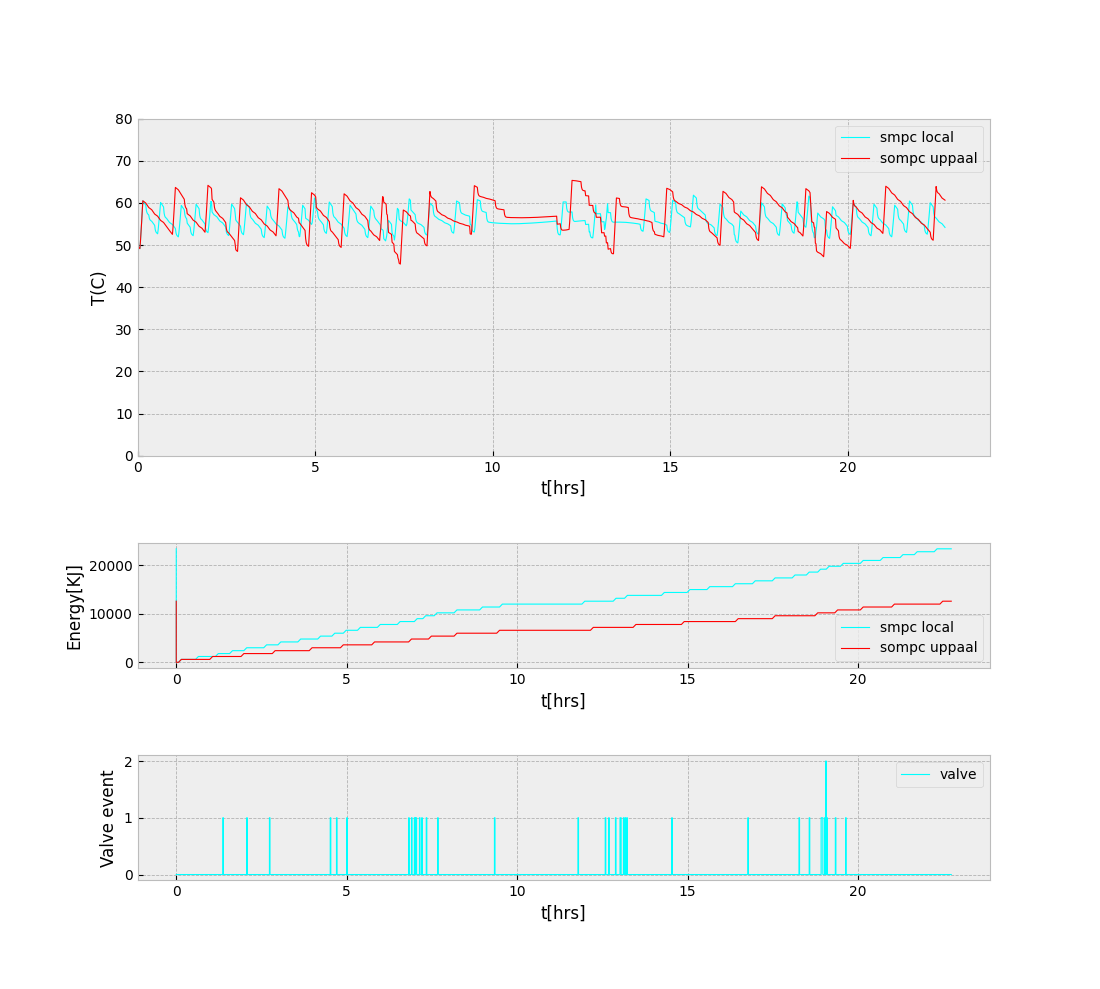 80
70
60
50
40
30
20
10
0
T(C)
smpc local
sompc uppaal
0 5 10 15 20
t[hrs]
20000
10000
0
Energy[KJ]
smpc local
sompc uppaal
0 5 10 15 20
t[hrs]
2
1
0
Valve event
valve
0 5 10 15 20
t[hrs]